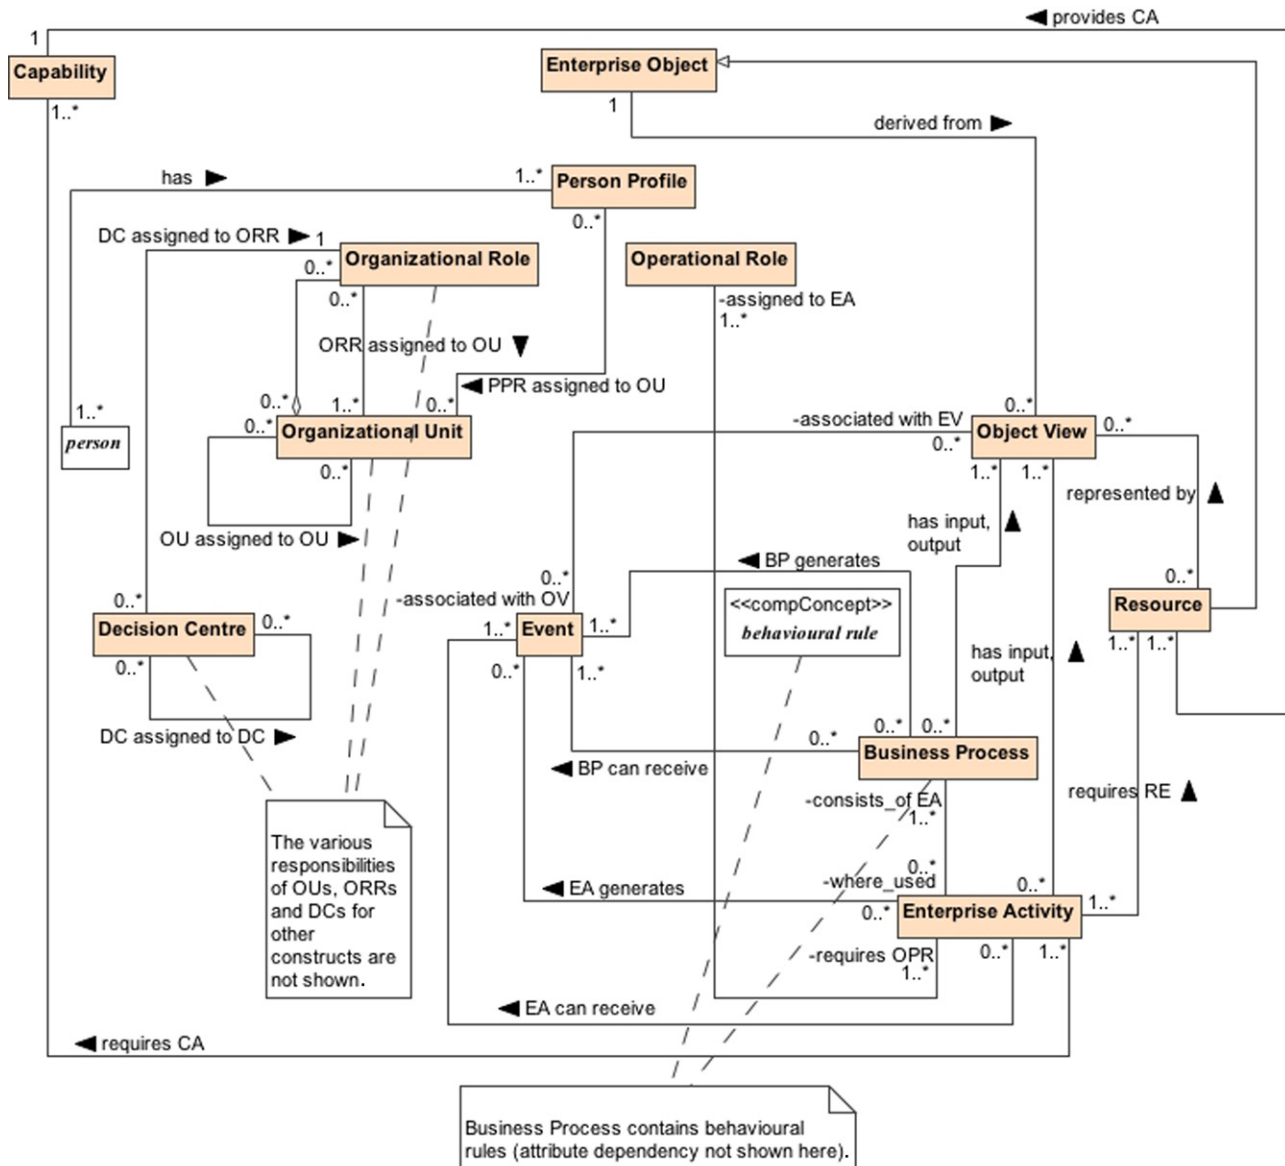 ◄ provides CA
1
Capability
Enterprise Object
1..*
1
derived from ►
has ►
1..*
Person Profile
0..*
DC assigned to ORR ►
1
Organizational Role
Operational Role
0..*
0..*
-assigned to EA
1..*
ORR assigned to OU ▼
◄ PPR assigned to OU
1..*
0..*
1..*
0..*
0..*
person
0..*
Organizational Unit
-associated with EV
0..*
Object View
0..*
0..*
1..*
1..*
represented by ▲
has input,
output
▲
OU assigned to OU ►
◄ BP generates
0..*
0..*
0..*
-associated with OV
<<compConcept>>
behavioural rule
Resource
Decision Centre
0..*
1..*
Event
1..*
0..*
0..*
1..*
has input,
output
▲
1..*
1..*
DC assigned to DC ►
0..*
0..*
0..*
Business Process
◄ BP can receive
-consists_of EA
1..*
requires RE ▲
The various
responsibilities
of OUs, ORRs
and DCs for
other
constructs are
not shown.
0..*
-where_used
0..*
◄ EA generates
0..*
Enterprise Activity
1..*
-requires OPR
1..*
0..*
1..*
◄ EA can receive
◄ requires CA
Business Process contains behavioural
rules (attribute dependency not shown here).